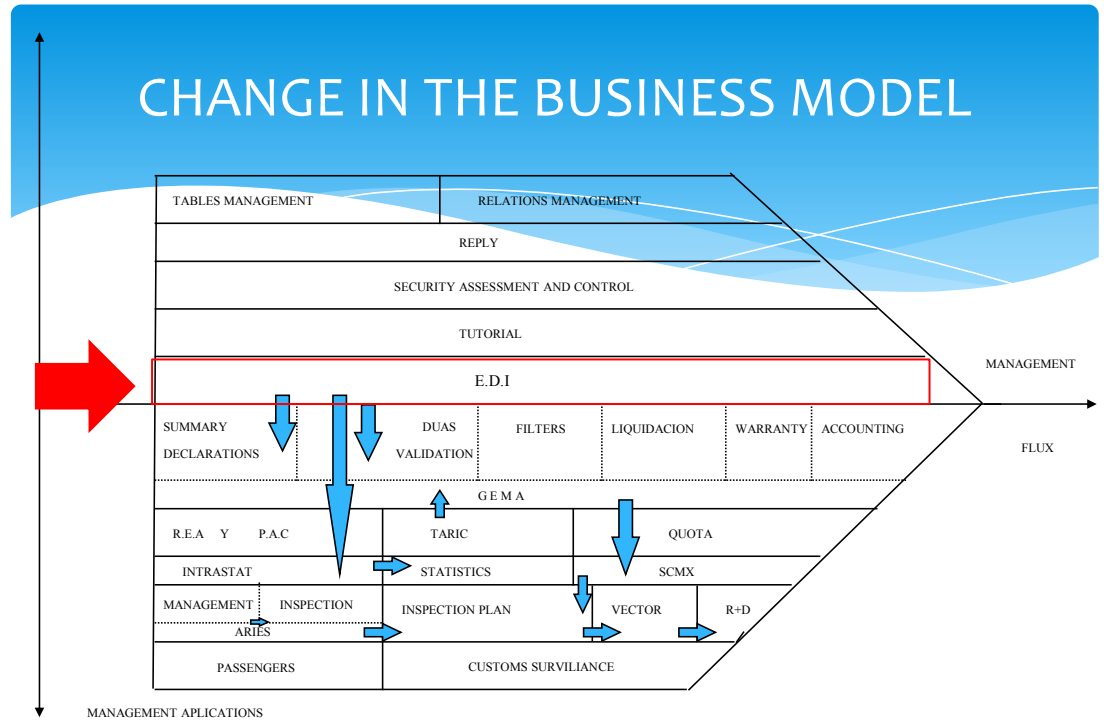 CHANGE IN THE BUSINESS MODEL
TABLES MANAGEMENT RELATIONS MANAGEMENT
REPLY
SECURITY ASSESSMENT AND CONTROL
TUTORIAL
E.D.I
MANAGEMENT
SUMMARY DUAS FILTERS LIQUIDACION WARRANTY ACCOUNTING
DECLARATIONS VALIDATION
FLUX
G E M A
R.E.A Y P.A.C TARIC QUOTA
INTRASTAT STATISTICS SCMX
MANAGEMENT INSPECTION INSPECTION PLAN VECTOR R+D
ARIES
PASSENGERS CUSTOMS SURVILIANCE
MANAGEMENT APLICATIONS